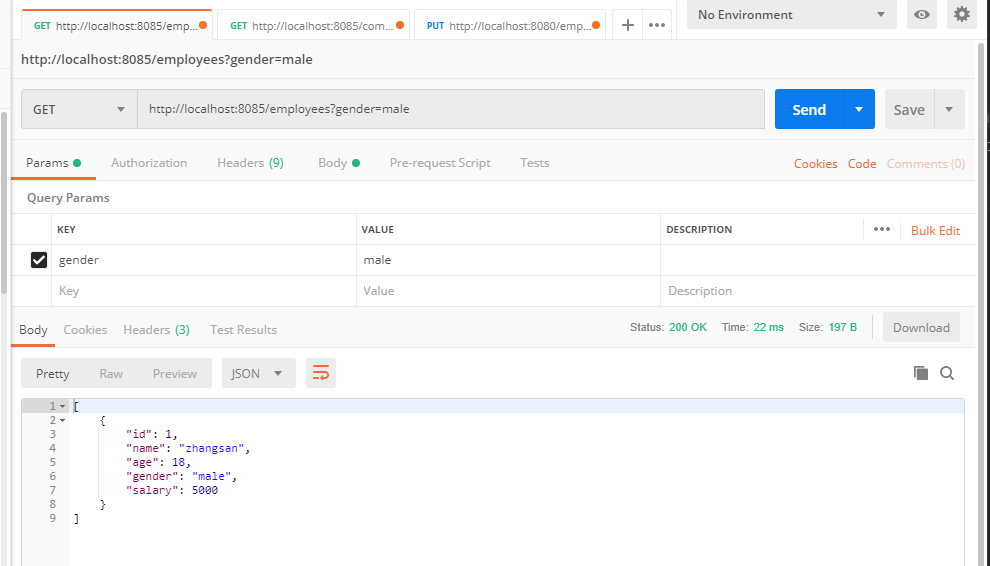 GET http://localhost:8085/emp... GET http://localhost:8085/com... PUT http://localhost:8080/emp... + ••• No Environment
http://localhost:8085/employees?gender=male
GET http://localhost:8085/employees?gender=male Send Save
Params Authorization Headers (9) Body Pre-request Script Tests Cookies Code Comments (0)
Query Params
KEY VALUE DESCRIPTION ••• Bulk Edit
gender male
Key Value Description
Body Cookies Headers (3) Test Results Status: 200 OK Time: 22 ms Size: 197 B Download
Pretty Raw Preview JSON
1 [
2 {
3 "id": 1,
4 "name": "zhangsan",
5 "age": 18,
6 "gender": "male",
7 "salary": 5000
8 }
9 ]